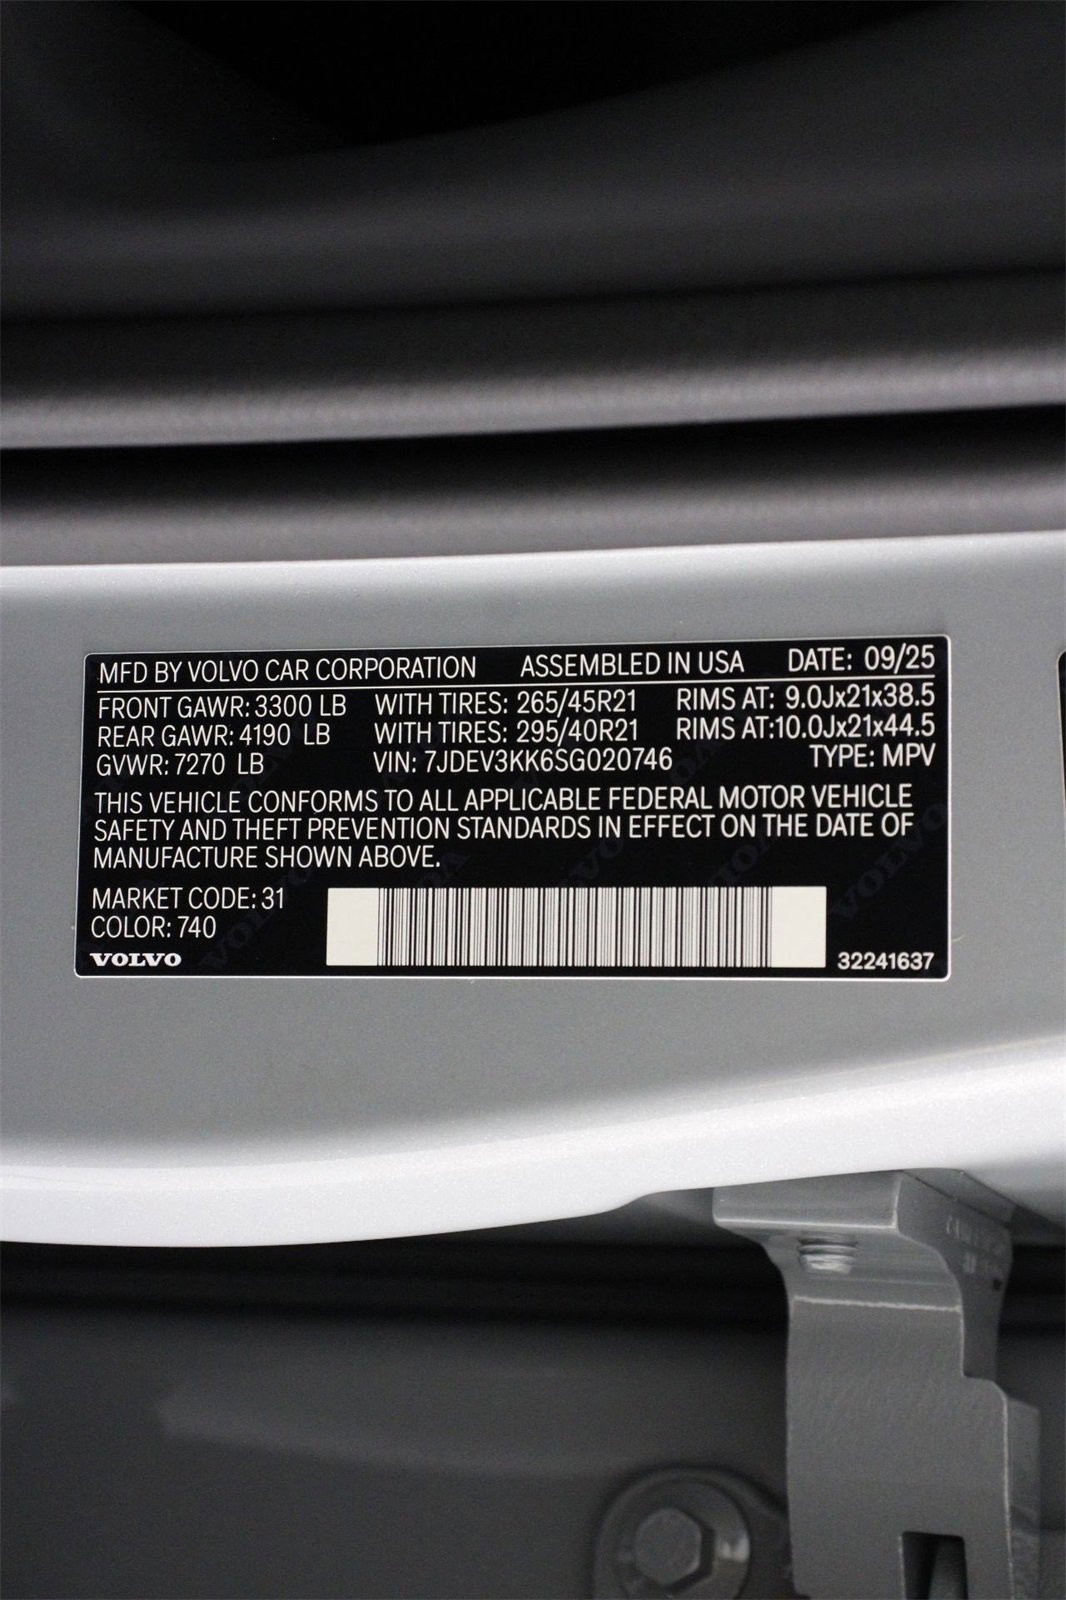 MFD BY VOLVO CAR CORPORATION ASSEMBLED IN USA DATE: 09/25
FRONT GAWR: 3300 LB WITH TIRES: 265/45R21 RIMS AT: 9.0Jx21x38.5
REAR GAWR: 4190 LB WITH TIRES: 295/40R21 RIMS AT:10.0Jx21x44.5
GVWR: 7270 LB VIN: 7JDEV3KK6SG020746 TYPE: MPV
THIS VEHICLE CONFORMS TO ALL APPLICABLE FEDERAL MOTOR VEHICLE
SAFETY AND THEFT PREVENTION STANDARDS IN EFFECT ON THE DATE OF
MANUFACTURE SHOWN ABOVE.
MARKET CODE: 31
COLOR: 740
VOLVO 32241637